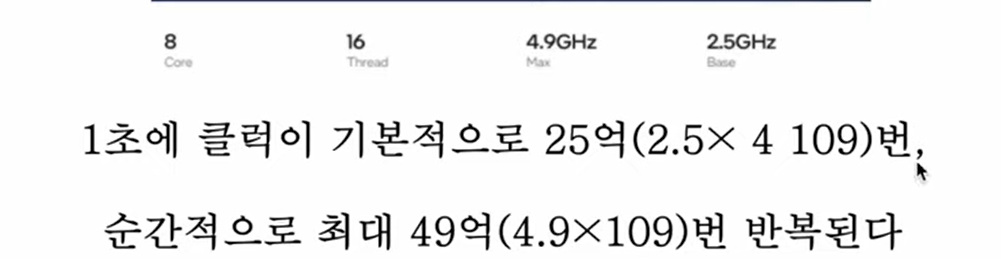 8 16 4.9GHz 2.5GHz
Core Thread Max Base
1초에 클럭이 기본적으로 25억(2.5× 4 109)번,
순간적으로 최대 49억(4.9×109)번 반복된다